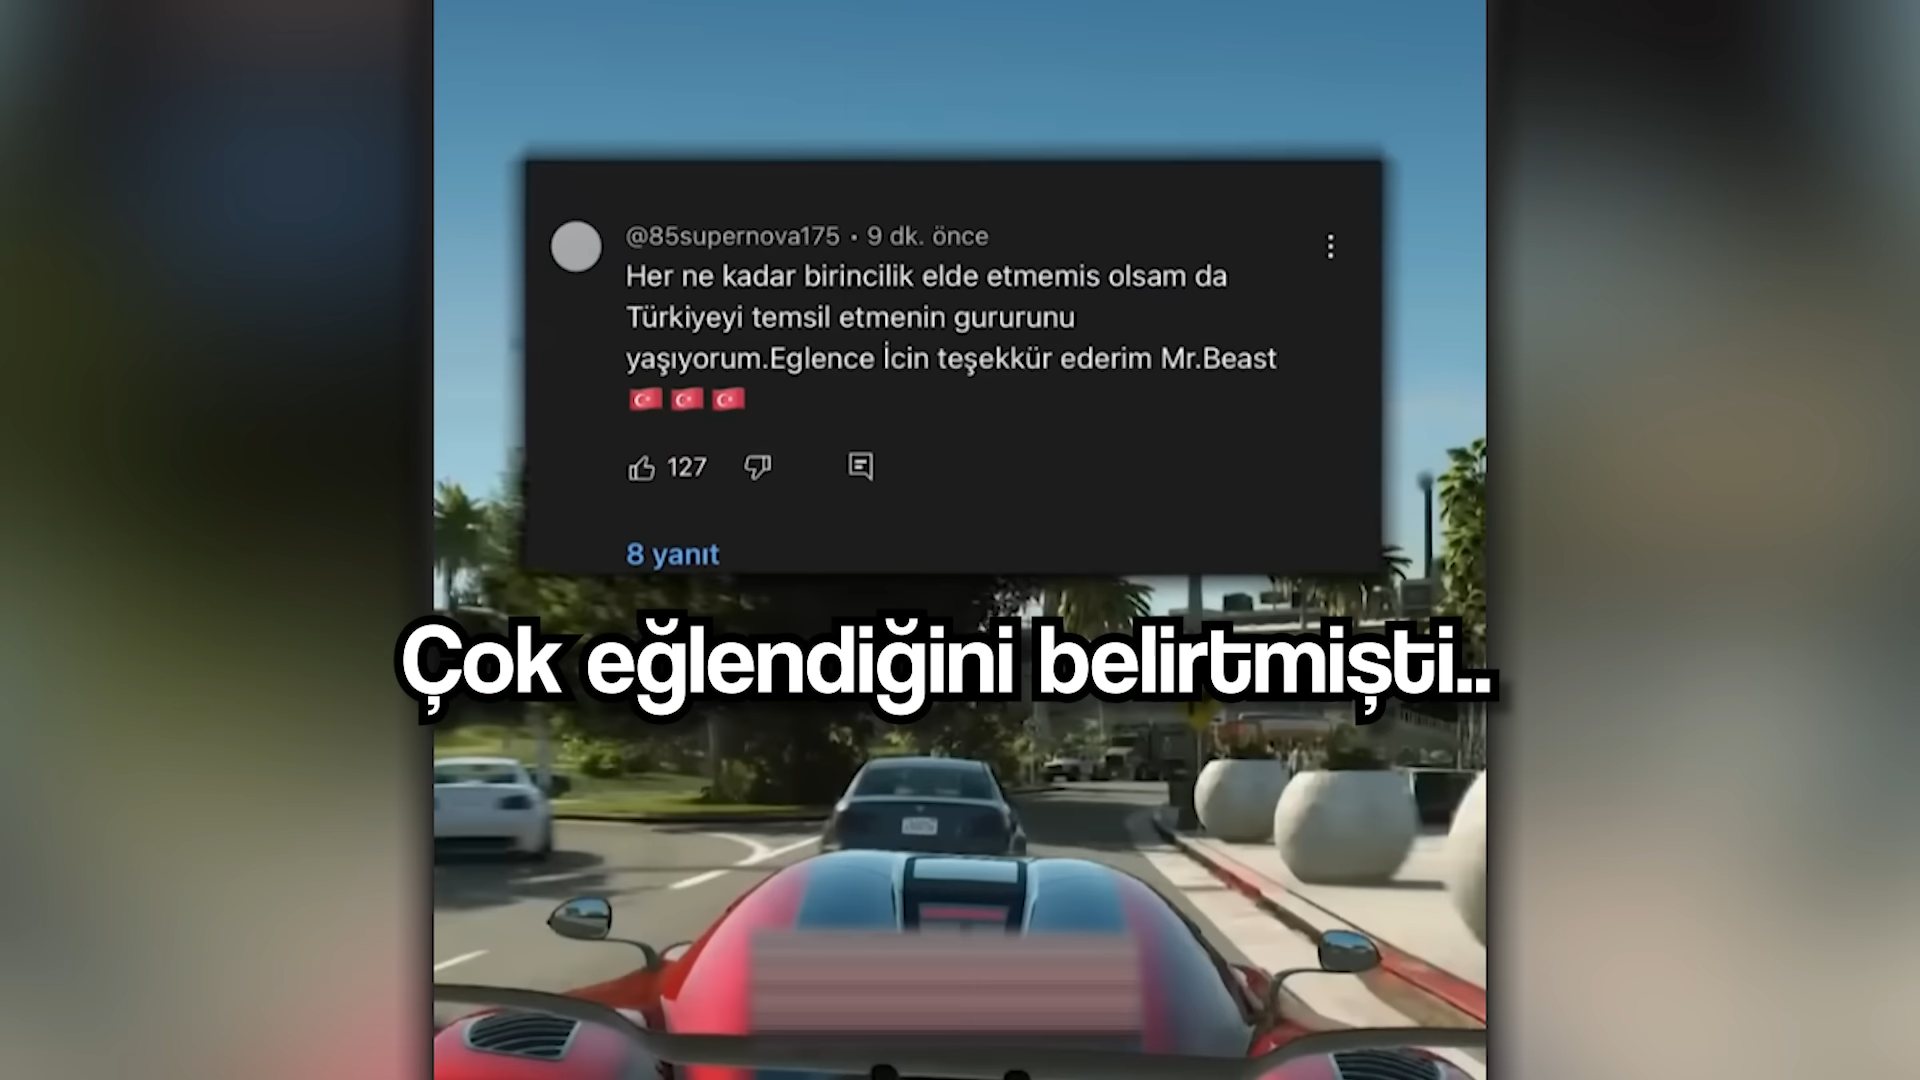 @85supernova175 • 9 dk. önce
Her ne kadar birincilik elde etmemis olsam da
Türkiyeyi temsil etmenin gururunu
yaşıyorum.Eglence İcin teşekkür ederim Mr.Beast
🇹🇷 🇹🇷 🇹🇷
127
8 yanıt
Çok eğlendiğini belirtmişti..